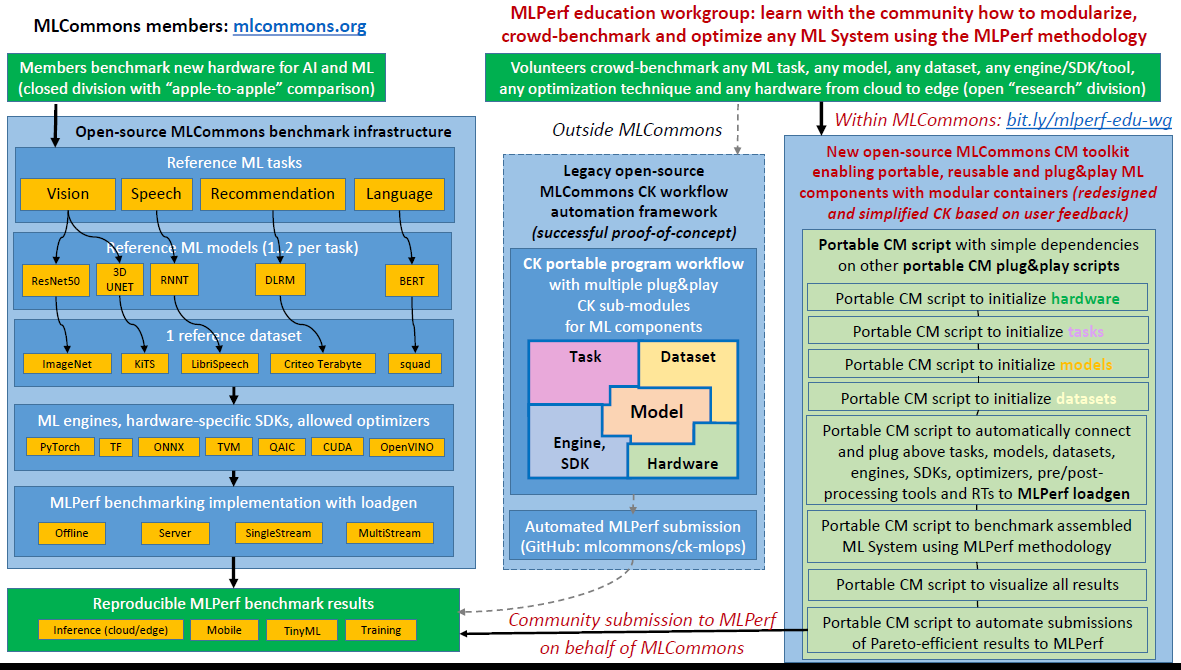 MLCommons members: mlcommons.org
Members benchmark new hardware for AI and ML
(closed division with “apple-to-apple” comparison)
Open-source MLCommons benchmark infrastructure
Reference ML tasks
Vision
Speech
Recommendation
Language
Reference ML models (1..2 per task)
ResNet50
3D
UNET
RNNT
DLRM
BERT
1 reference dataset
ImageNet
KiTS
LibriSpeech
Criteo Terabyte
squad
ML engines, hardware-specific SDKs, allowed optimizers
PyTorch
TF
ONNX
TVM
QAIC
CUDA
OpenVINO
MLPerf benchmarking implementation with loadgen
Offline
Server
SingleStream
MultiStream
Reproducible MLPerf benchmark results
Inference (cloud/edge)
Mobile
TinyML
Training
MLPerf education workgroup: learn with the community how to modularize,
crowd-benchmark and optimize any ML System using the MLPerf methodology
Volunteers crowd-benchmark any ML task, any model, any dataset, any engine/SDK/tool,
any optimization technique and any hardware from cloud to edge (open “research” division)
Outside MLCommons
Within MLCommons: bit.ly/mlperf-edu-wg
Legacy open-source
MLCommons CK workflow
automation framework
(successful proof-of-concept)
CK portable program workflow
with multiple plug&play
CK sub-modules
for ML components
Task
Dataset
Model
Engine,
SDK
Hardware
Automated MLPerf submission
(GitHub: mlcommons/ck-mlops)
Community submission to MLPerf
on behalf of MLCommons
New open-source MLCommons CM toolkit
enabling portable, reusable and plug&play ML
components with modular containers (redesigned
and simplified CK based on user feedback)
Portable CM script with simple dependencies
on other portable CM plug&play scripts
Portable CM script to initialize hardware
Portable CM script to initialize tasks
Portable CM script to initialize models
Portable CM script to initialize datasets
Portable CM script to automatically connect
and plug above tasks, models, datasets,
engines, SDKs, optimizers, pre/post-
processing tools and RTs to MLPerf loadgen
Portable CM script to benchmark assembled
ML System using MLPerf methodology
Portable CM script to visualize all results
Portable CM script to automate submissions
of Pareto-efficient results to MLPerf